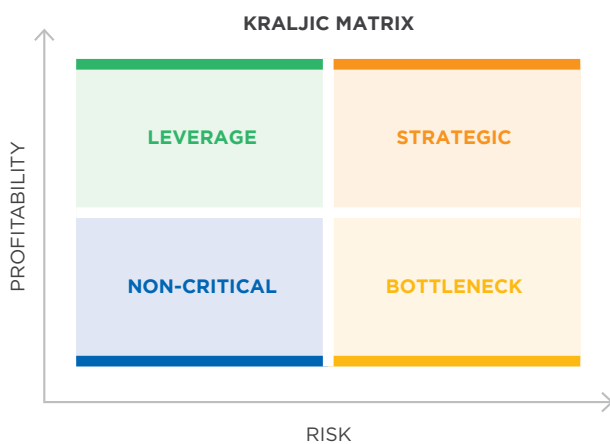 KRALJIC MATRIX
PROFITABILITY
LEVERAGE
STRATEGIC
NON-CRITICAL
BOTTLENECK
RISK